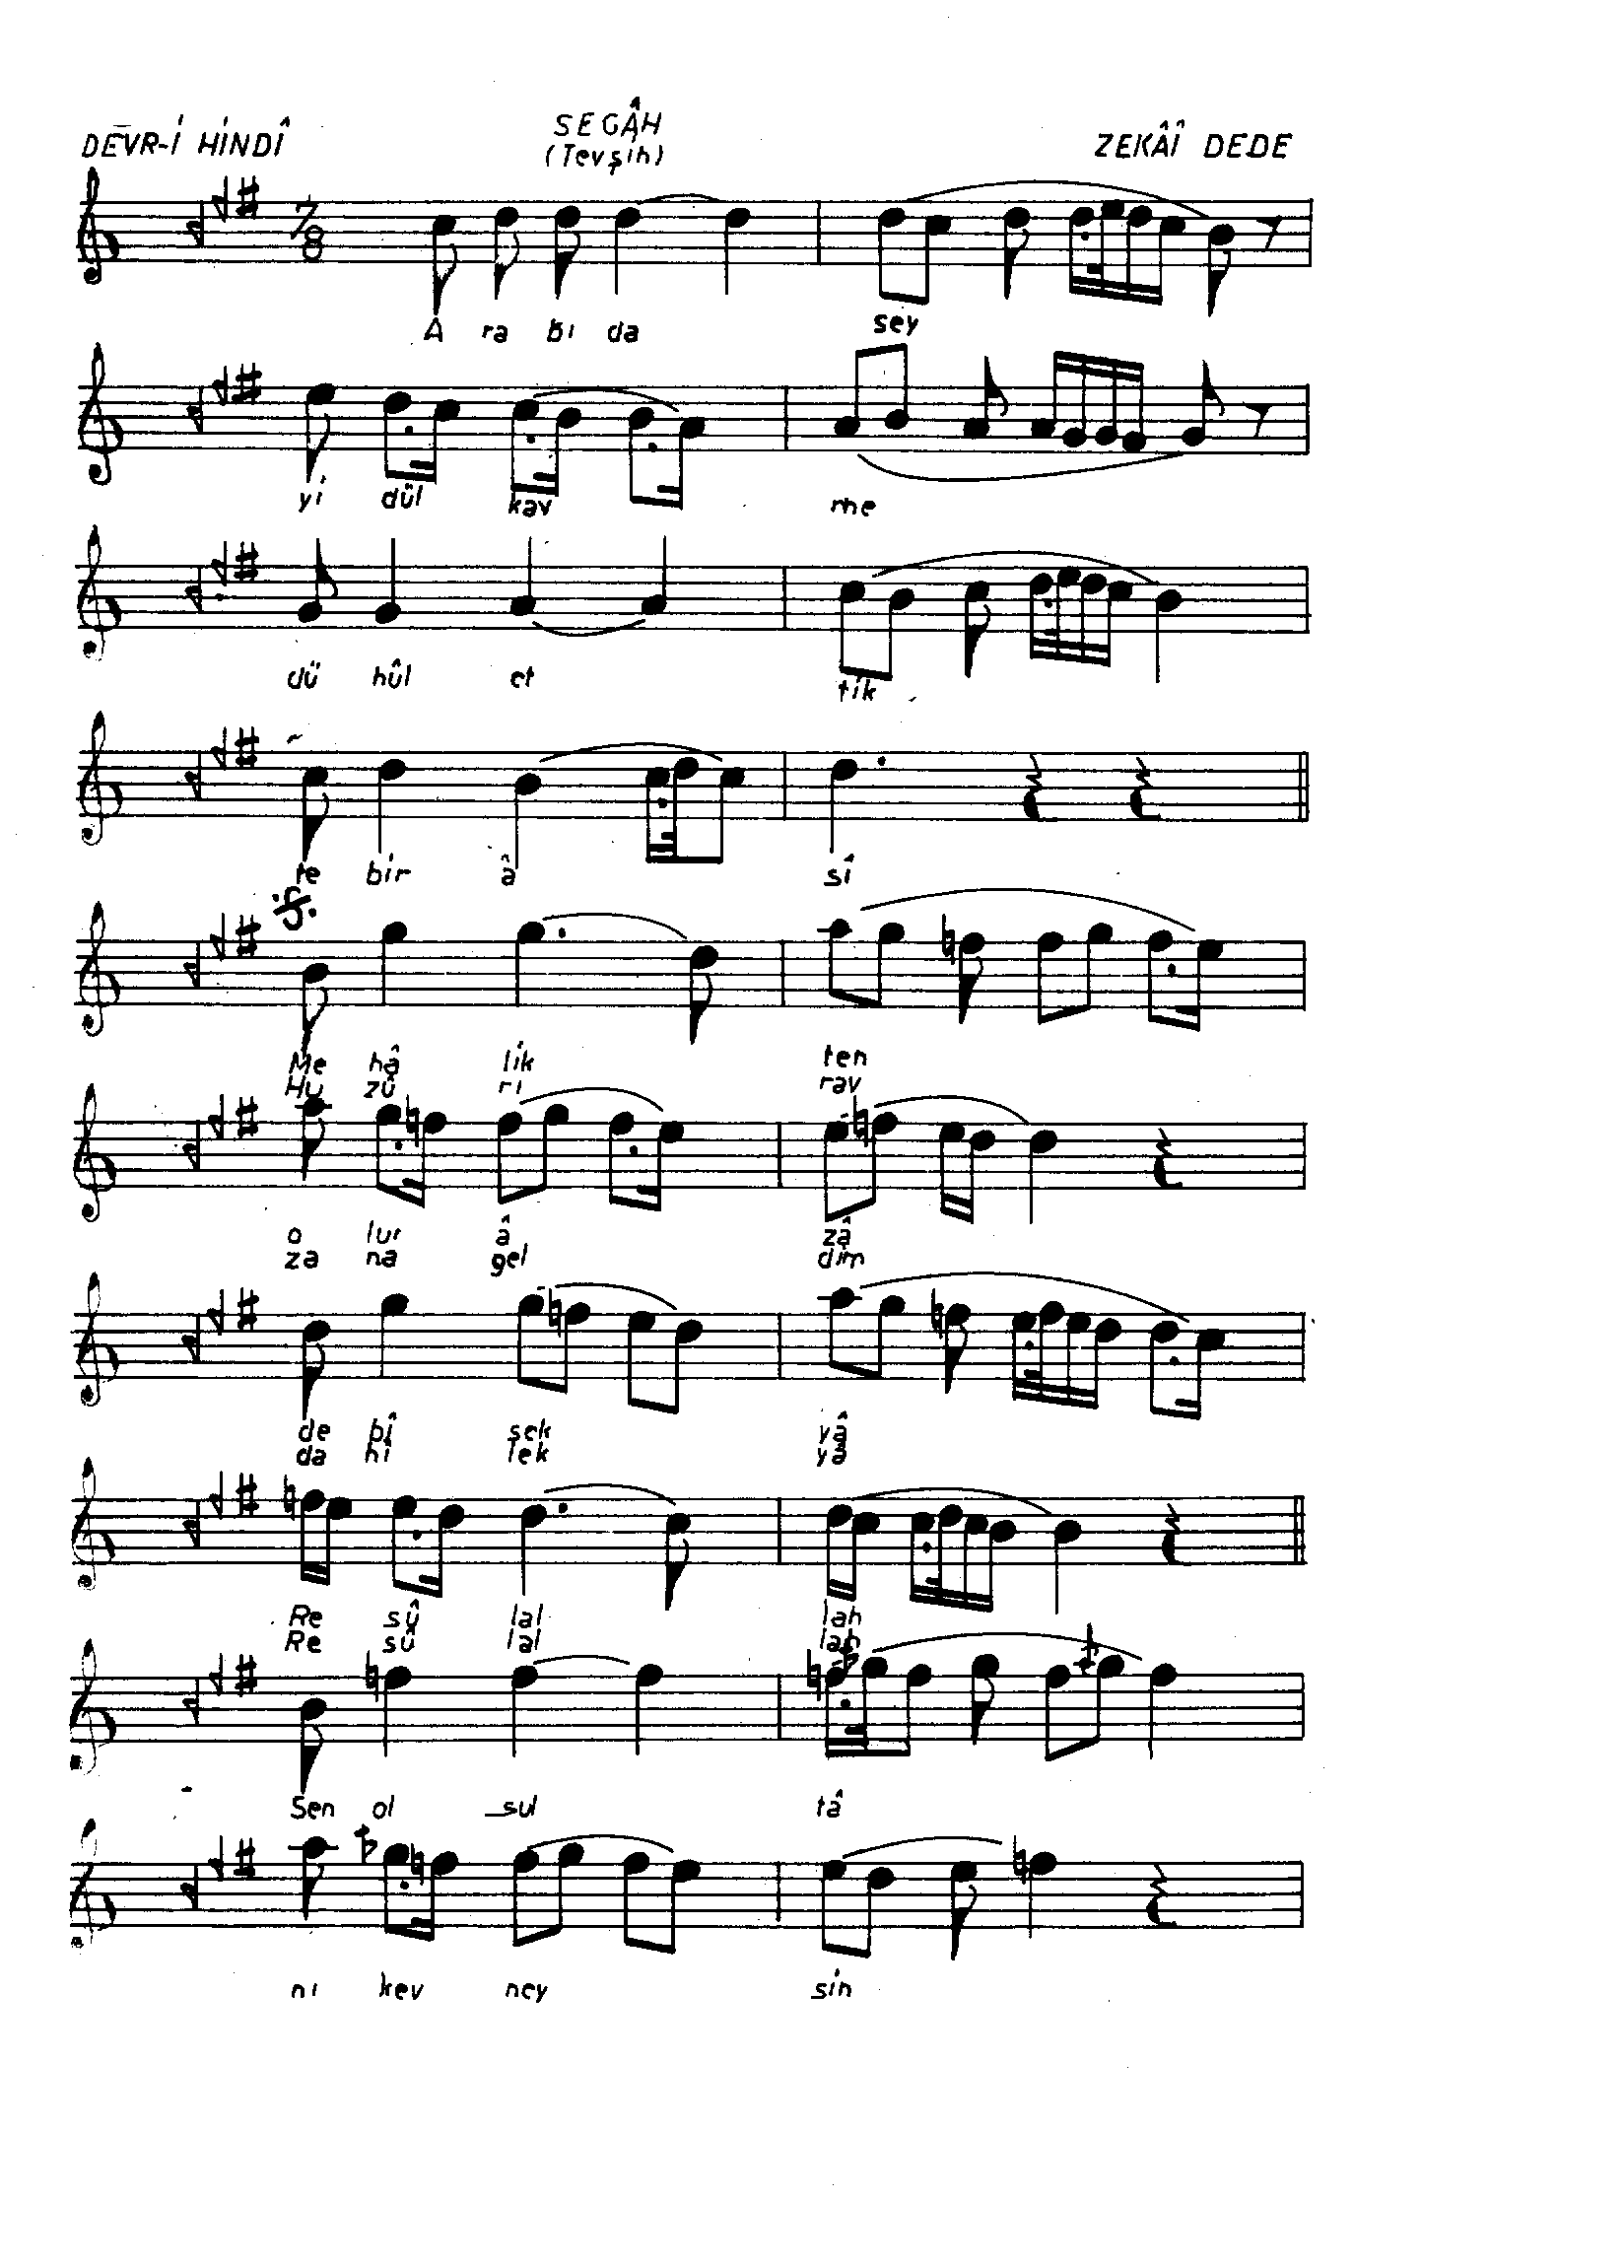 DEVR-İ HİNDÎ SEGÂH ZEKÂÎ DEDE
(Tevşih)
7/8
A ra bı da sey
yi dül kav me
dü hûl et tik
te bir â sî
Me hâ lik ten
Hu zû ri rav
o lur â zâ
za na gel dim
de bî şek yâ
da hî lek yâ
Re sû lal lah
Re sû lal lah
Sen ol sul tâ
nı kev ney sin